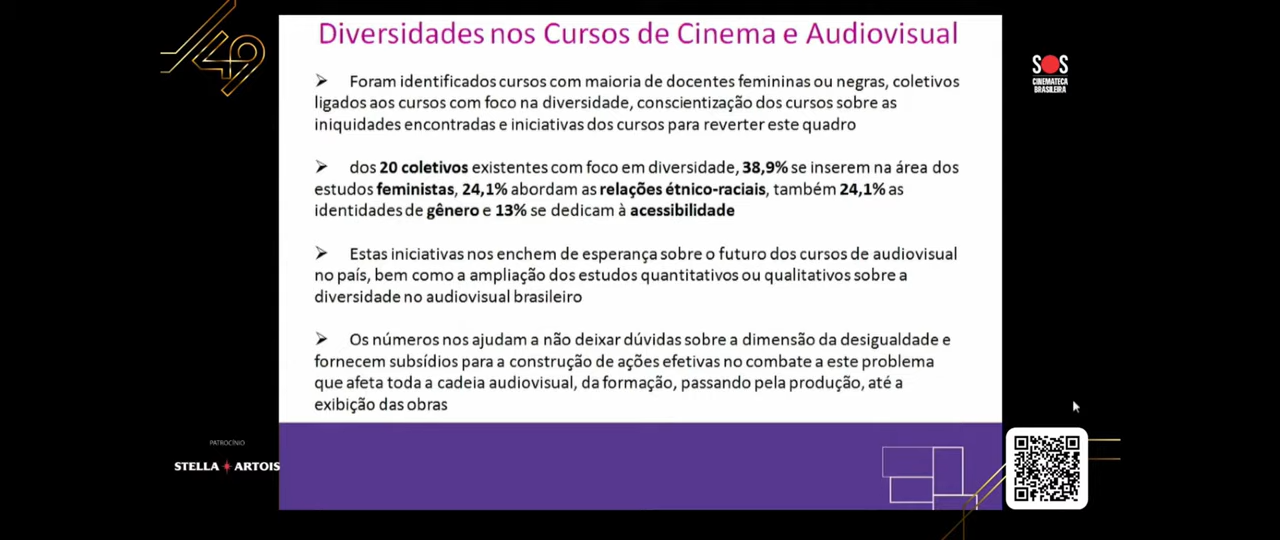 Diversidades nos Cursos de Cinema e Audiovisual
49
SOS
CINEMATECA
BRASILEIRA
➢ Foram identificados cursos com maioria de docentes femininas ou negras, coletivos
ligados aos cursos com foco na diversidade, conscientização dos cursos sobre as
iniquidades encontradas e iniciativas dos cursos para reverter este quadro
➢ dos 20 coletivos existentes com foco em diversidade, 38,9% se inserem na área dos
estudos feministas, 24,1% abordam as relações étnico-raciais, também 24,1% as
identidades de gênero e 13% se dedicam à acessibilidade
➢ Estas iniciativas nos enchem de esperança sobre o futuro dos cursos de audiovisual
no país, bem como a ampliação dos estudos quantitativos ou qualitativos sobre a
diversidade no audiovisual brasileiro
➢ Os números nos ajudam a não deixar dúvidas sobre a dimensão da desigualdade e
fornecem subsídios para a construção de ações efetivas no combate a este problema
que afeta toda a cadeia audiovisual, da formação, passando pela produção, até a
exibição das obras
PATROCÍNIO
STELLA ARTOIS